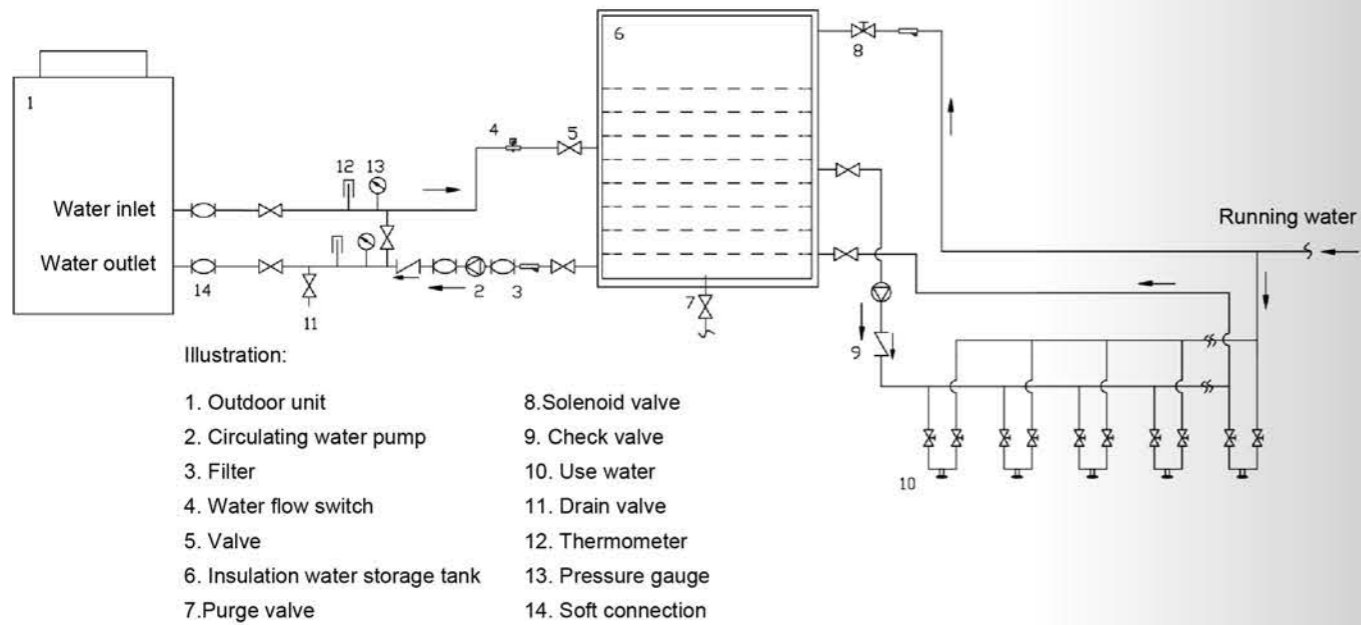 6
8
1
4
5
12
13
Water inlet
Running water
Water outlet
14
2
3
7
11
Illustration:
9
1. Outdoor unit
8.Solenoid valve
2. Circulating water pump
9. Check valve
3. Filter
10. Use water
10
4. Water flow switch
11. Drain valve
5. Valve
12. Thermometer
6. Insulation water storage tank
13. Pressure gauge
7.Purge valve
14. Soft connection